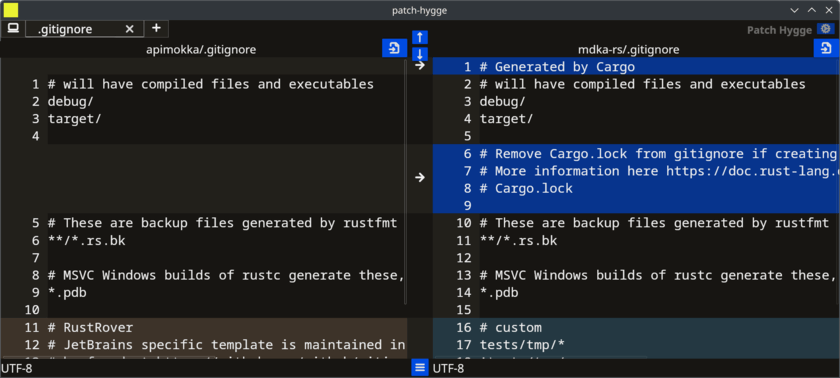 patch-hygge
.gitignore
Patch Hygge
apimokka/.gitignore
mdka-rs/.gitignore
1 # will have compiled files and executables
2 debug/
3 target/
4
5 # These are backup files generated by rustfmt
6 **/*.rs.bk
7
8 # MSVC Windows builds of rustc generate these,
9 *.pdb
10
11 # RustRover
12 # JetBrains specific template is maintained in
UTF-8
1 # Generated by Cargo
2 # will have compiled files and executables
3 debug/
4 target/
5
6 # Remove Cargo.lock from gitignore if creating
7 # More information here https://doc.rust-lang.
8 # Cargo.lock
9
10 # These are backup files generated by rustfmt
11 **/*.rs.bk
12
13 # MSVC Windows builds of rustc generate these,
14 *.pdb
15
16 # custom
17 tests/tmp/*
UTF-8